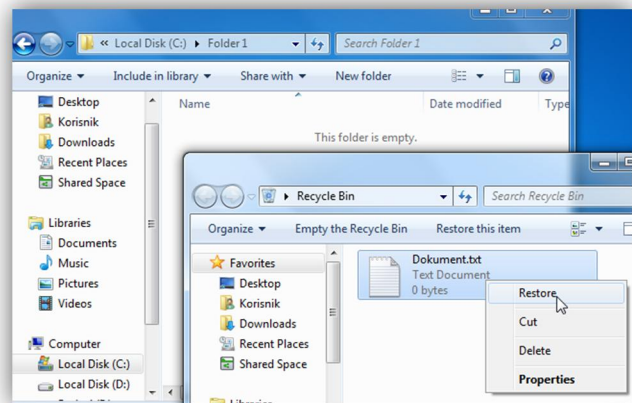 « Local Disk (C:) ▸ Folder 1
Search Folder 1
Organize Include in library Share with New folder
Desktop
Korisnik
Downloads
Recent Places
Shared Space
Libraries
Documents
Music
Pictures
Videos
Computer
Local Disk (C:)
Local Disk (D:)
Name Date modified Type
This folder is empty.
▸ Recycle Bin
Search Recycle Bin
Organize Empty the Recycle Bin Restore this item
Favorites
Desktop
Korisnik
Downloads
Recent Places
Shared Space
Dokument.txt
Text Document
0 bytes
Restore
Cut
Delete
Properties